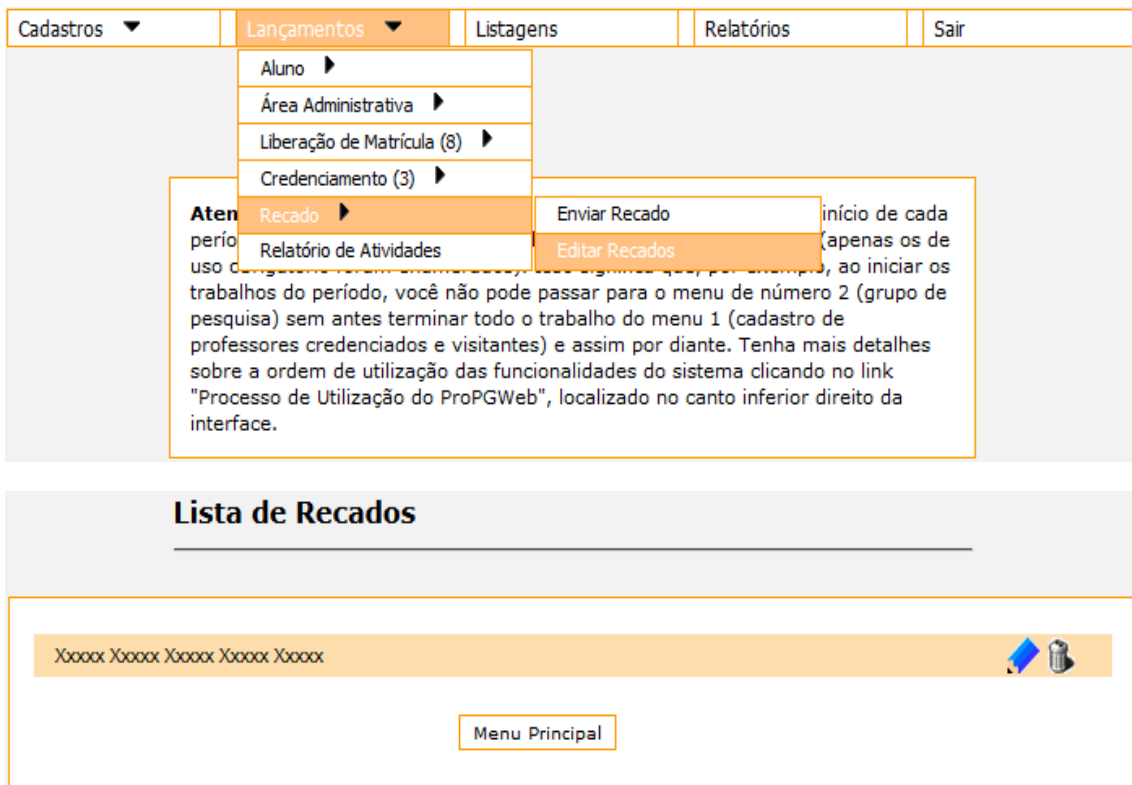 Cadastros Lançamentos Listagens Relatórios Sair
Aluno
Área Administrativa
Liberação de Matrícula (8)
Credenciamento (3)
Recado
Relatório de Atividades
Enviar Recado
Editar Recados
Aten início de cada
perío (apenas os de
uso ao iniciar os
trabalhos do período, você não pode passar para o menu de número 2 (grupo de
pesquisa) sem antes terminar todo o trabalho do menu 1 (cadastro de
professores credenciados e visitantes) e assim por diante. Tenha mais detalhes
sobre a ordem de utilização das funcionalidades do sistema clicando no link
"Processo de Utilização do ProPGWeb", localizado no canto inferior direito da
interface.
Lista de Recados
Xxxxx Xxxxx Xxxxx Xxxxx Xxxxx
Menu Principal